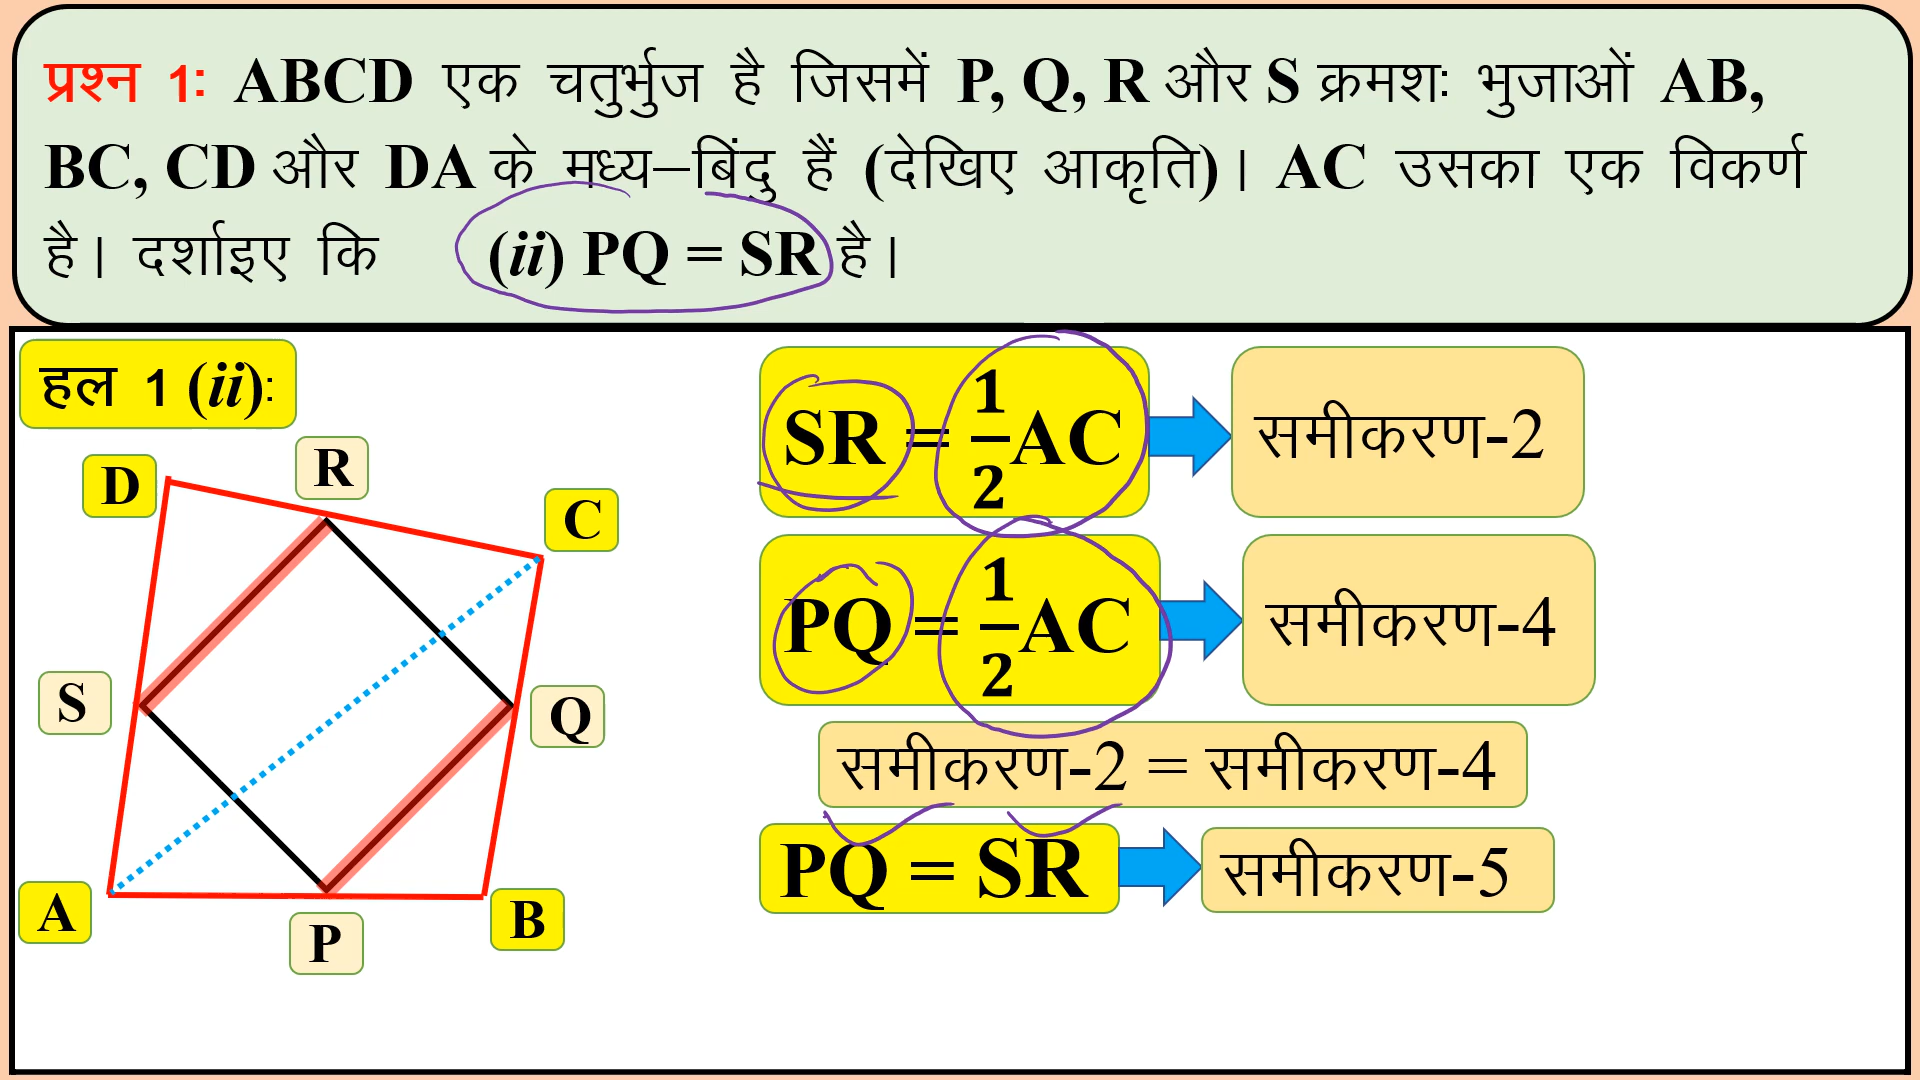 प्रश्न 1: ABCD एक चतुर्भुज है जिसमें P, Q, R और S क्रमशः भुजाओं AB,
BC, CD और DA के मध्य–बिंदु हैं (देखिए आकृति)। AC उसका एक विकर्ण
है। दर्शाइए कि (ii) PQ = SR है।
हल 1 (ii):
D
R
C
S
Q
A
P
B
SR = 1/2 AC
समीकरण-2
PQ = 1/2 AC
समीकरण-4
समीकरण-2 = समीकरण-4
PQ = SR
समीकरण-5